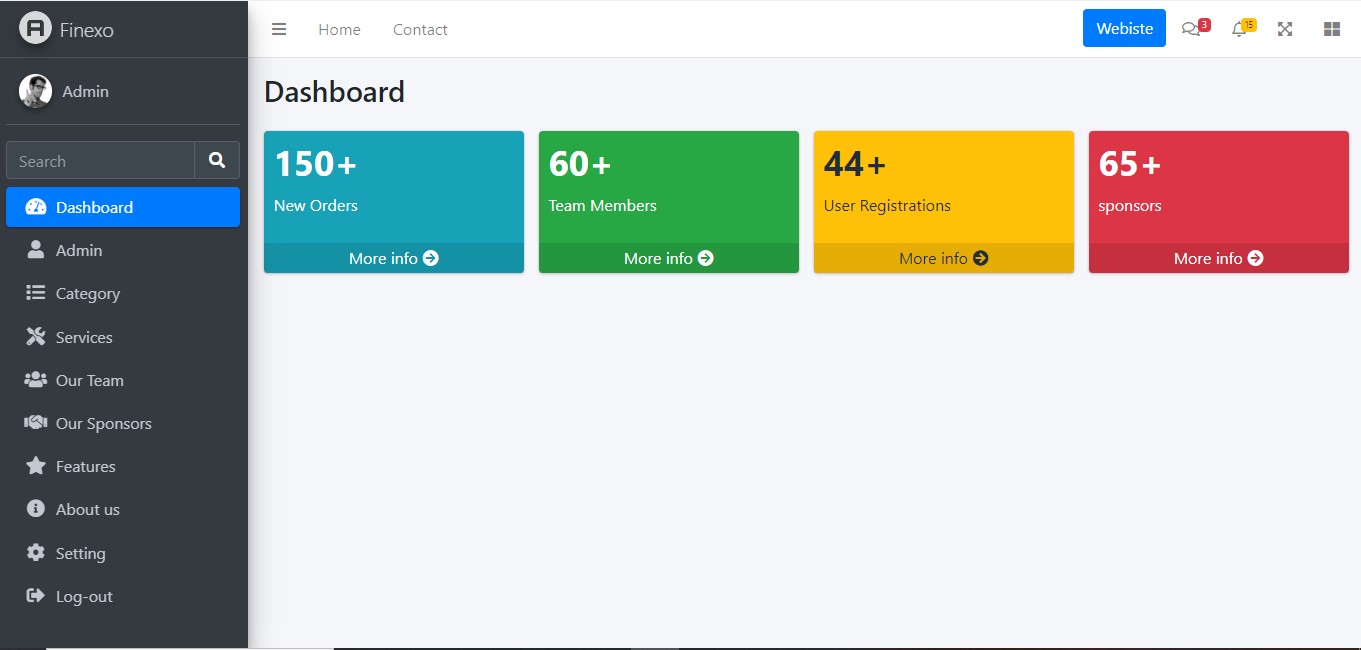 Finexo
Home
Contact
Webiste
3
15
Admin
Search
Dashboard
Admin
Category
Services
Our Team
Our Sponsors
Features
About us
Setting
Log-out
Dashboard
150+
New Orders
More info
60+
Team Members
More info
44+
User Registrations
More info
65+
sponsors
More info